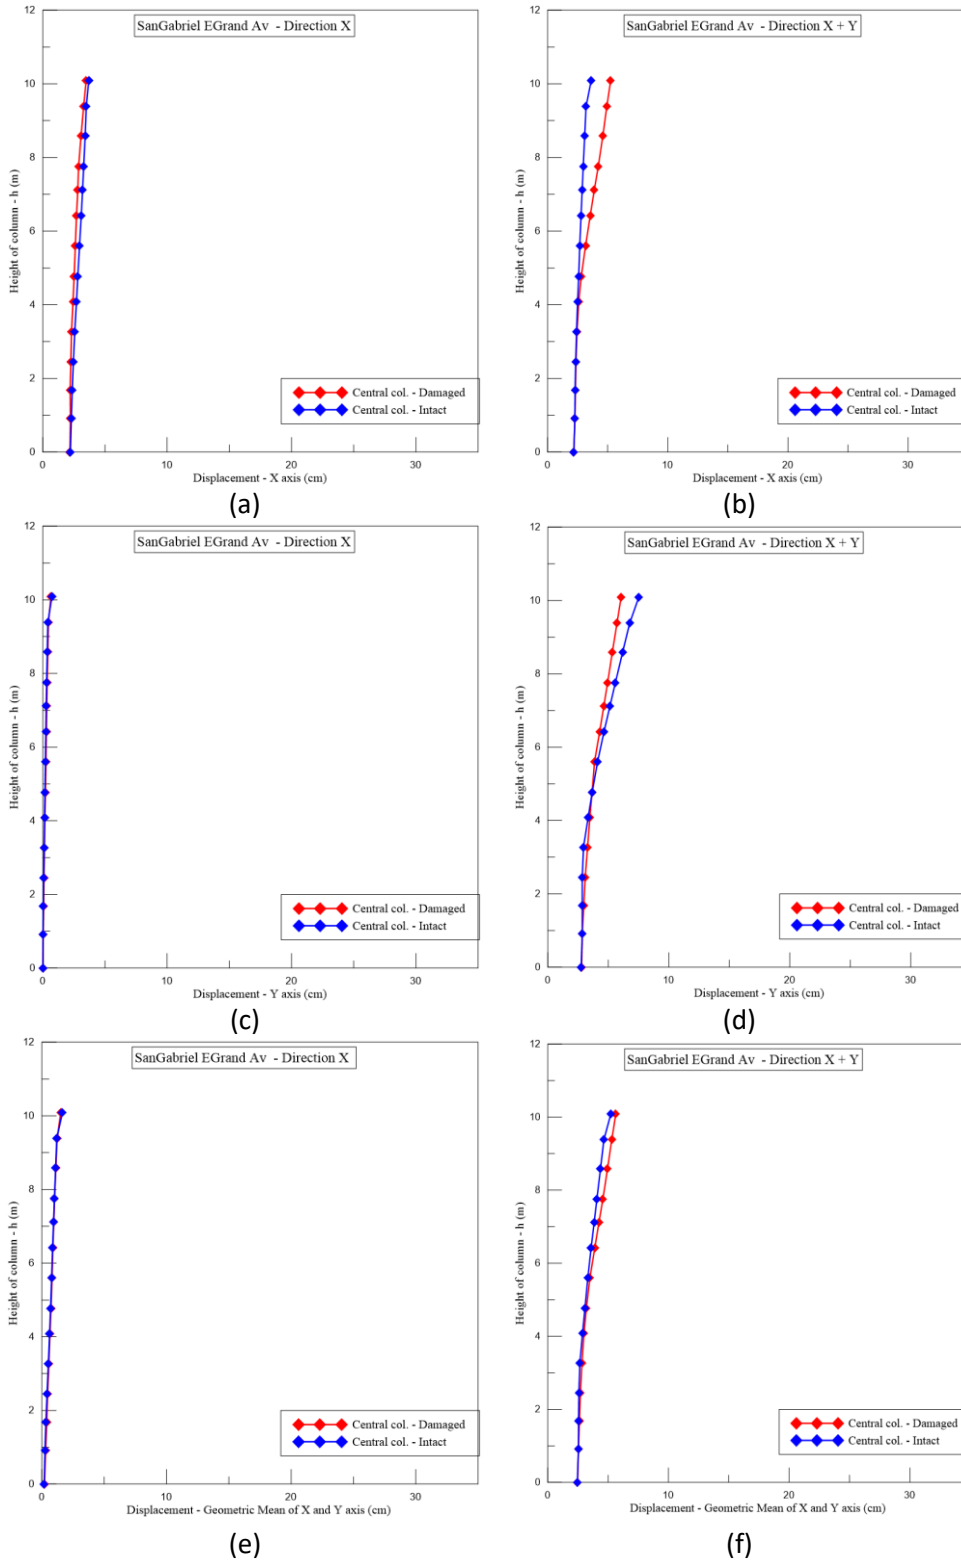 SanGabriel EGrand Av - Direction X
12
10
8
6
4
2
0
Height of column - h (m)
Central col. - Damaged
Central col. - Intact
0 10 20 30
Displacement - X axis (cm)
(a)
SanGabriel EGrand Av - Direction X + Y
12
10
8
6
4
2
0
Height of column - h (m)
Central col. - Damaged
Central col. - Intact
0 10 20 30
Displacement - X axis (cm)
(b)
SanGabriel EGrand Av - Direction X
12
10
8
6
4
2
0
Height of column - h (m)
Central col. - Damaged
Central col. - Intact
0 10 20 30
Displacement - Y axis (cm)
(c)
SanGabriel EGrand Av - Direction X + Y
12
10
8
6
4
2
0
Height of column - h (m)
Central col. - Damaged
Central col. - Intact
0 10 20 30
Displacement - Y axis (cm)
(d)
SanGabriel EGrand Av - Direction X
12
10
8
6
4
2
0
Height of column - h (m)
Central col. - Damaged
Central col. - Intact
0 10 20 30
Displacement - Geometric Mean of X and Y axis (cm)
(e)
SanGabriel EGrand Av - Direction X + Y
12
10
8
6
4
2
0
Height of column - h (m)
Central col. - Damaged
Central col. - Intact
0 10 20 30
Displacement - Geometric Mean of X and Y axis (cm)
(f)